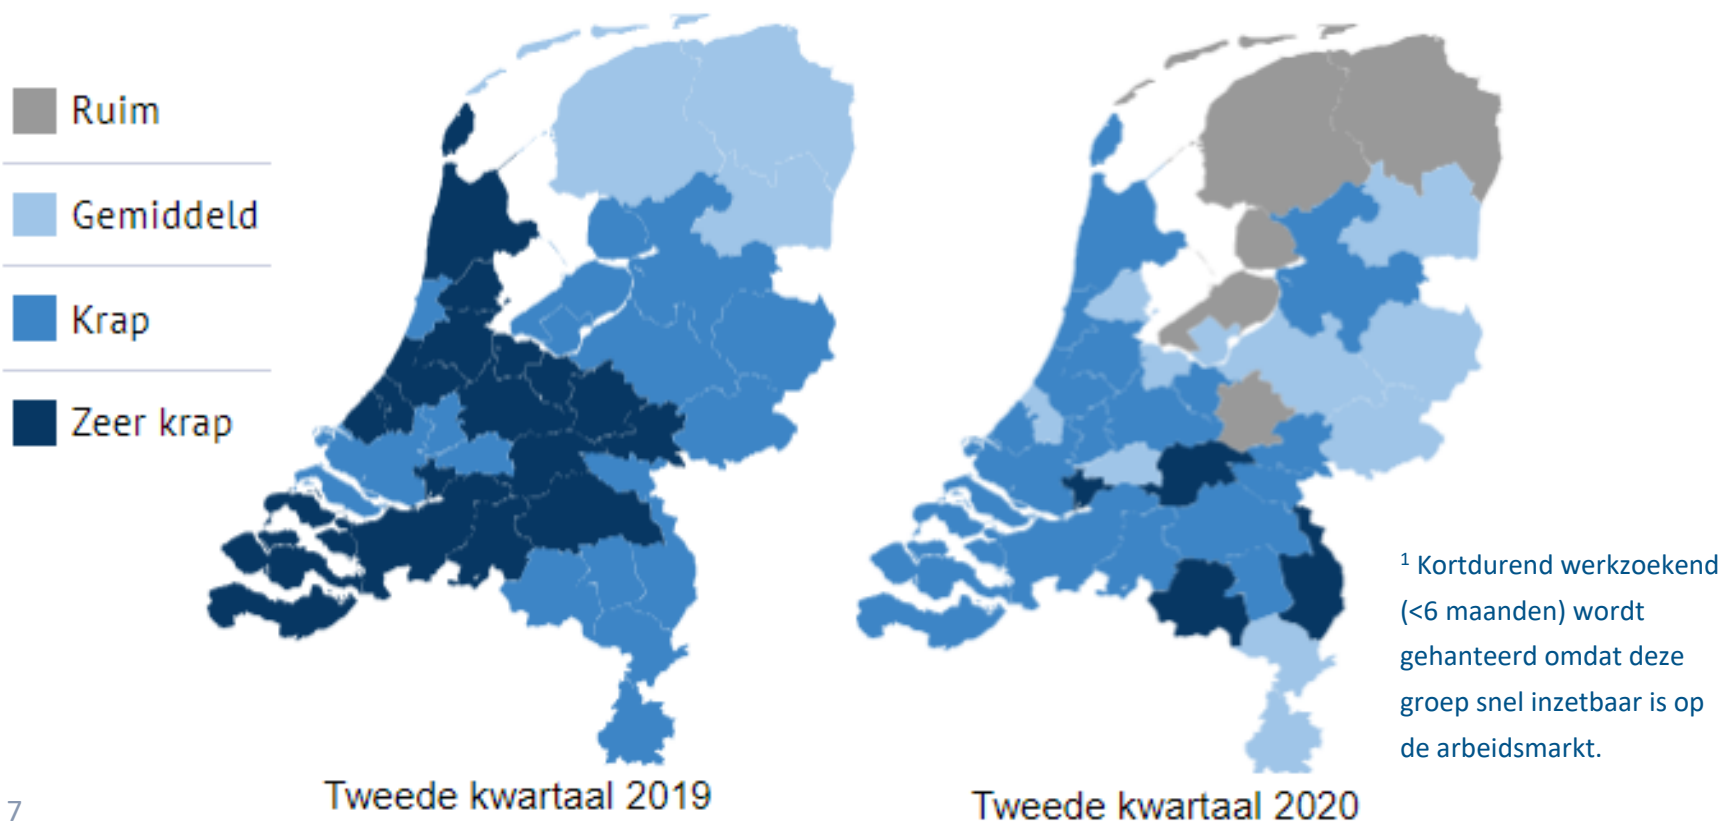 Ruim
Gemiddeld
Krap
Zeer krap
¹ Kortdurend werkzoekend
(<6 maanden) wordt
gehanteerd omdat deze
groep snel inzetbaar is op
de arbeidsmarkt.
Tweede kwartaal 2019
Tweede kwartaal 2020
7